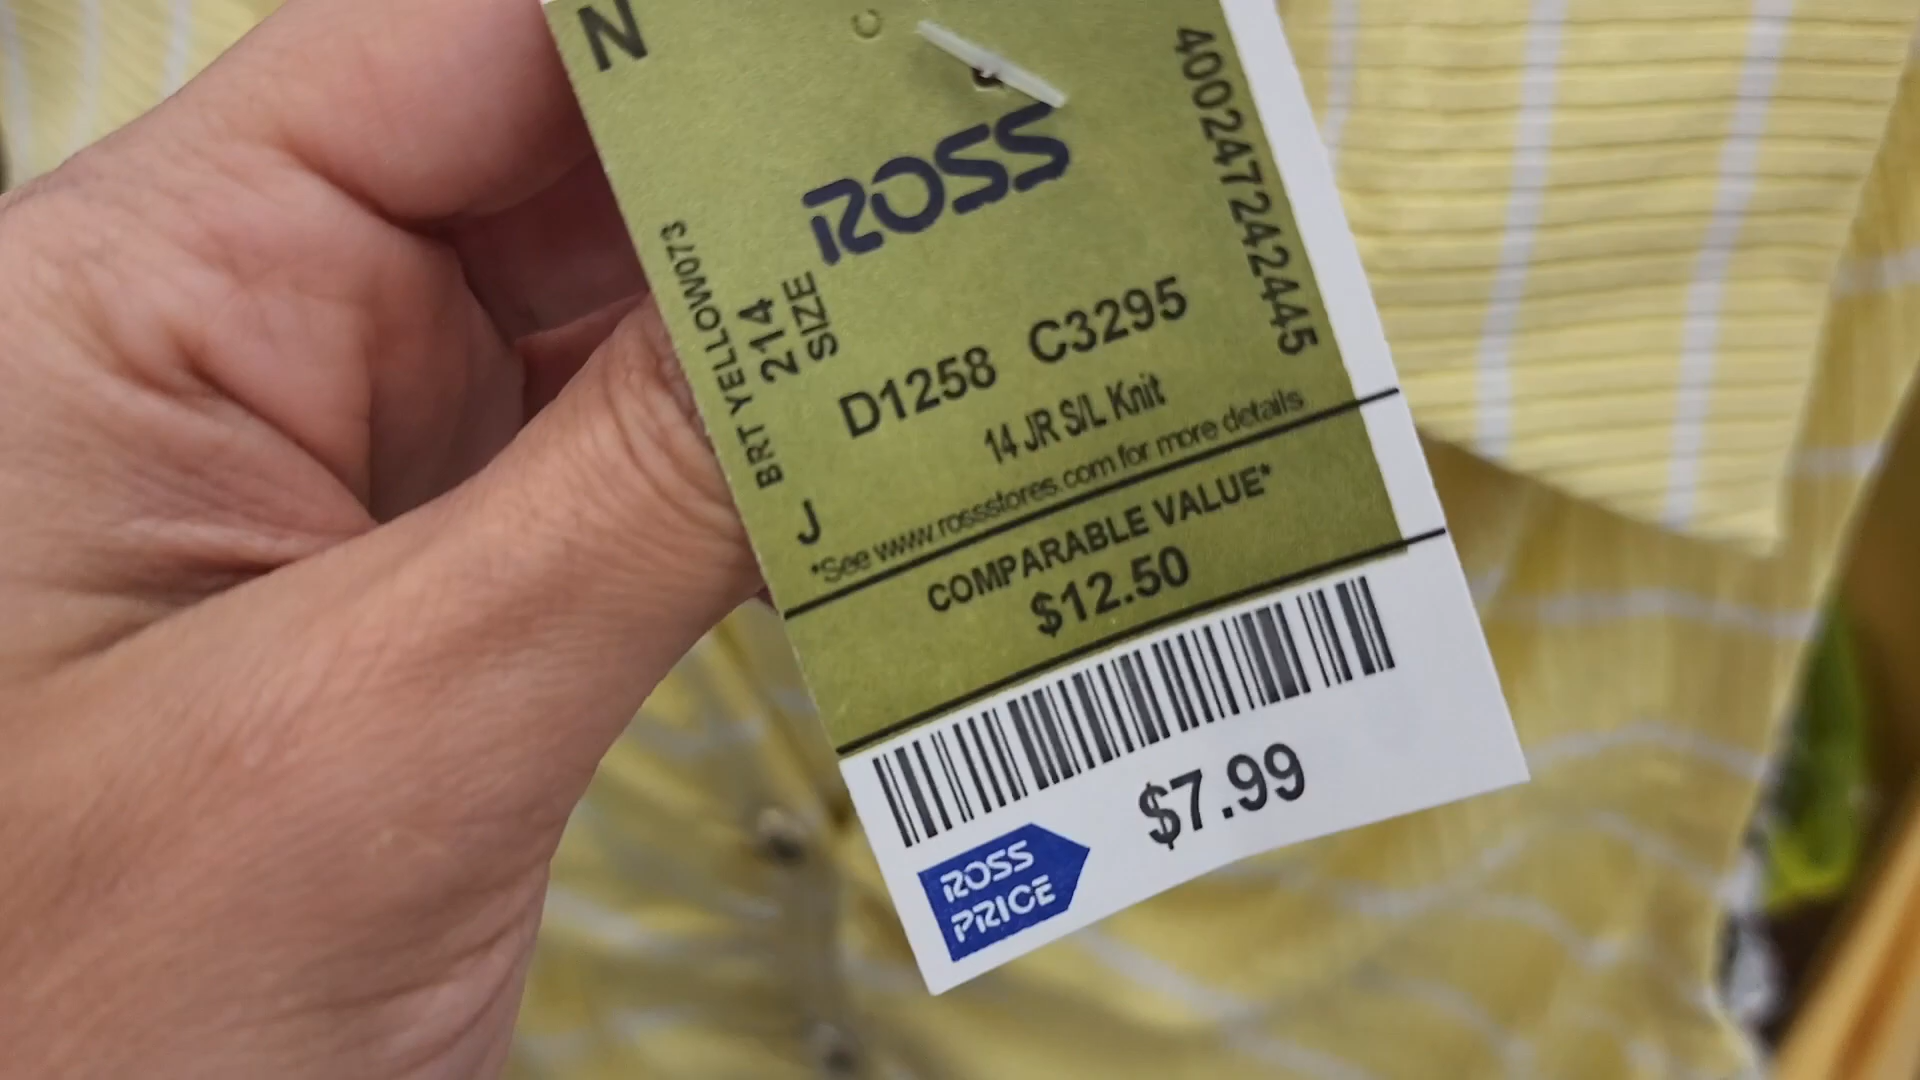 N
ROSS
400247242445
BRT YELLOW073
214
SIZE
D1258 C3295
14 JR S/L Knit
J
*See www.rossstores.com for more details
COMPARABLE VALUE*
$12.50
$7.99
ROSS
PRICE